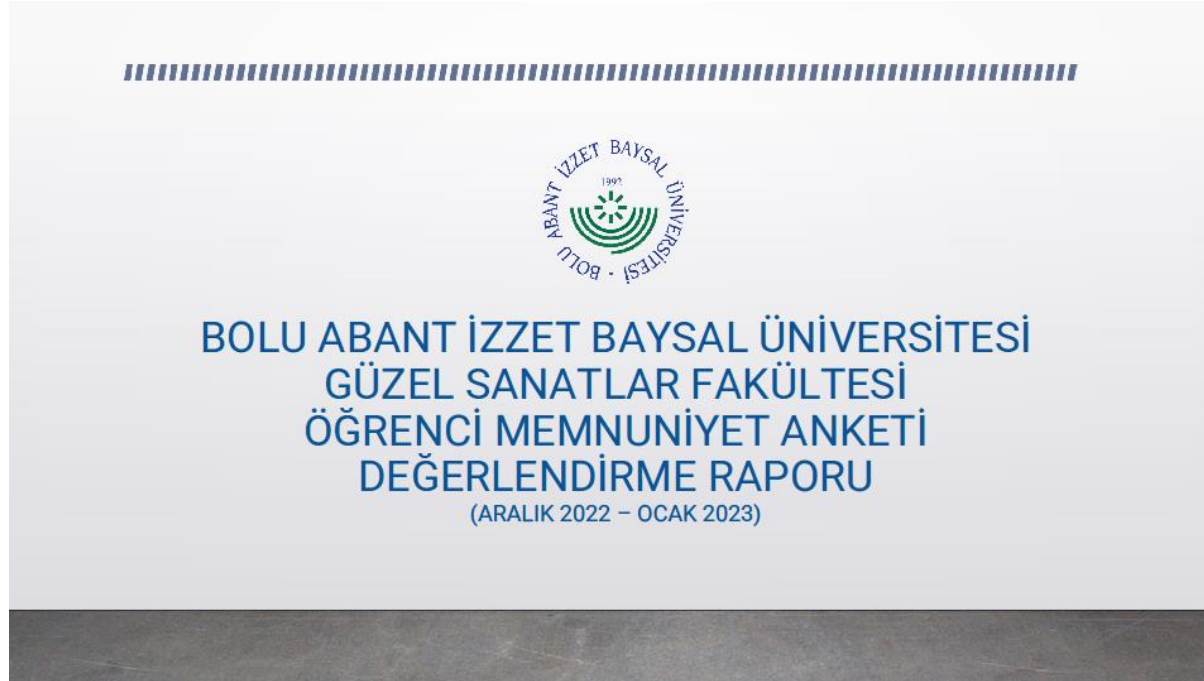 BOLU ABANT İZZET BAYSAL ÜNİVERSİTESİ
1992
BOLU ABANT İZZET BAYSAL ÜNİVERSİTESİ
GÜZEL SANATLAR FAKÜLTESİ
ÖĞRENCİ MEMNUNİYET ANKETİ
DEĞERLENDİRME RAPORU
(ARALIK 2022 – OCAK 2023)